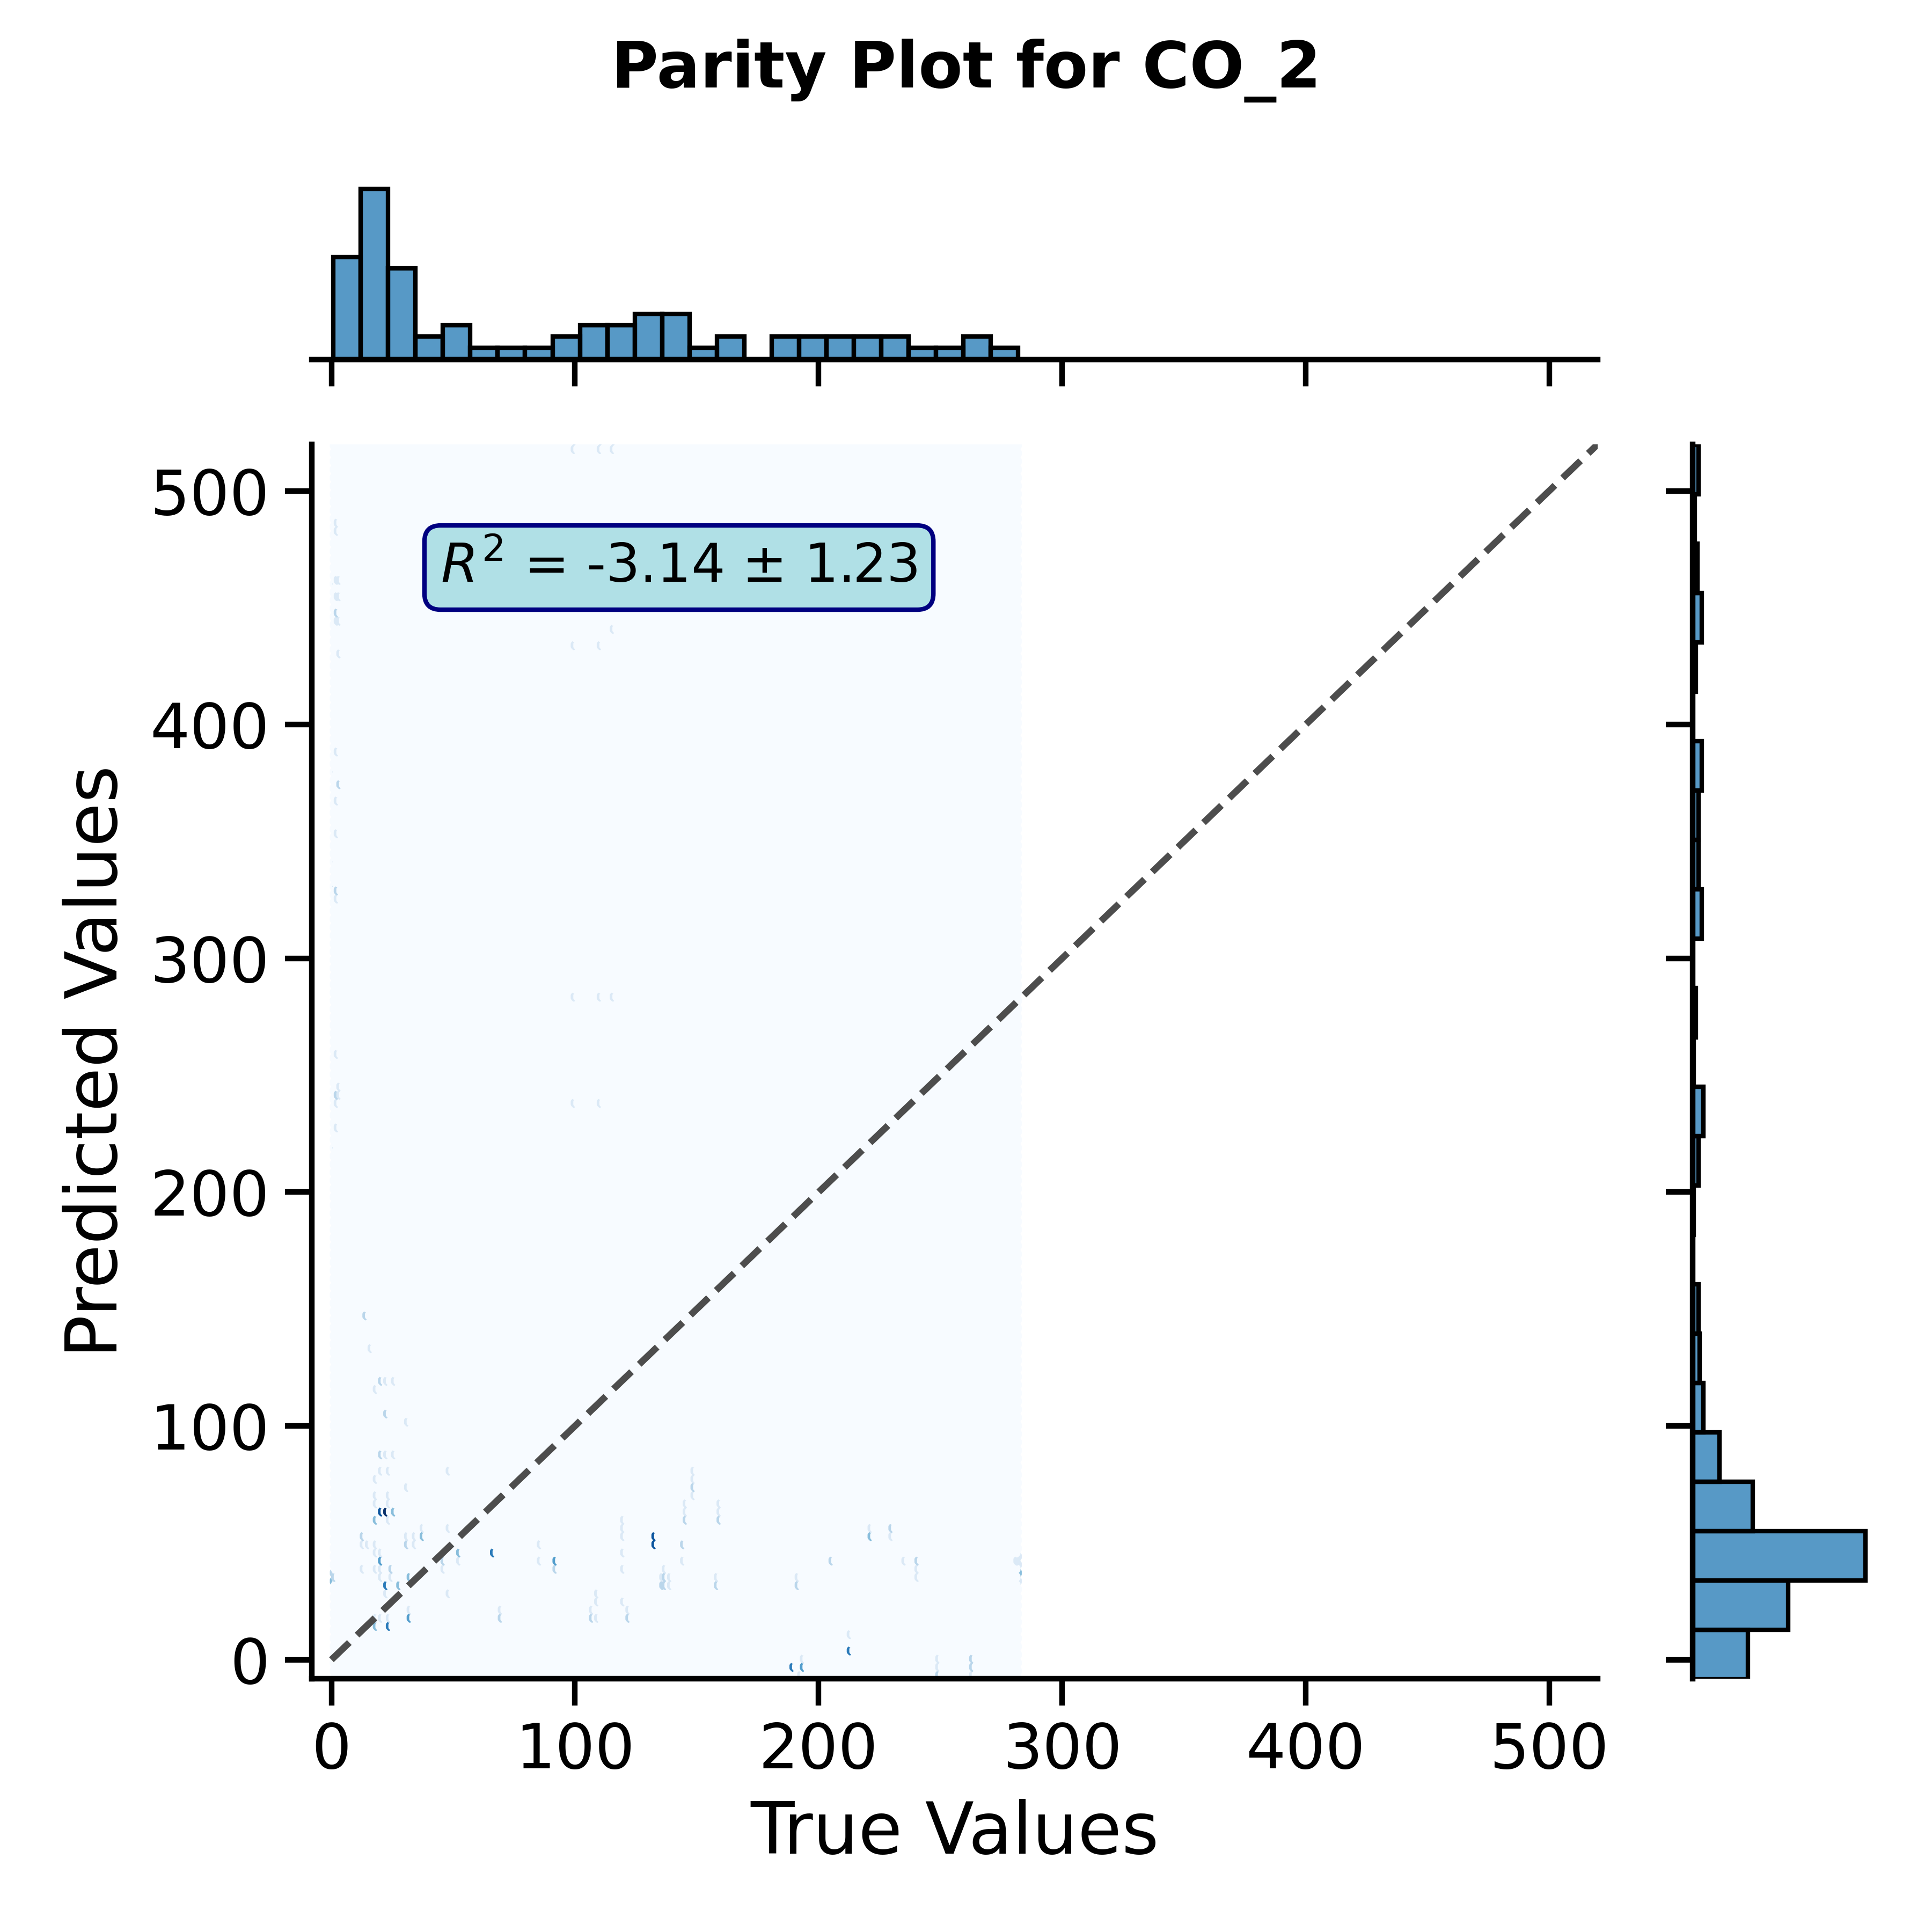 Parity Plot for CO_2
R² = -3.14 ± 1.23
500
400
300
200
100
0
Predicted Values
0 100 200 300 400 500
True Values